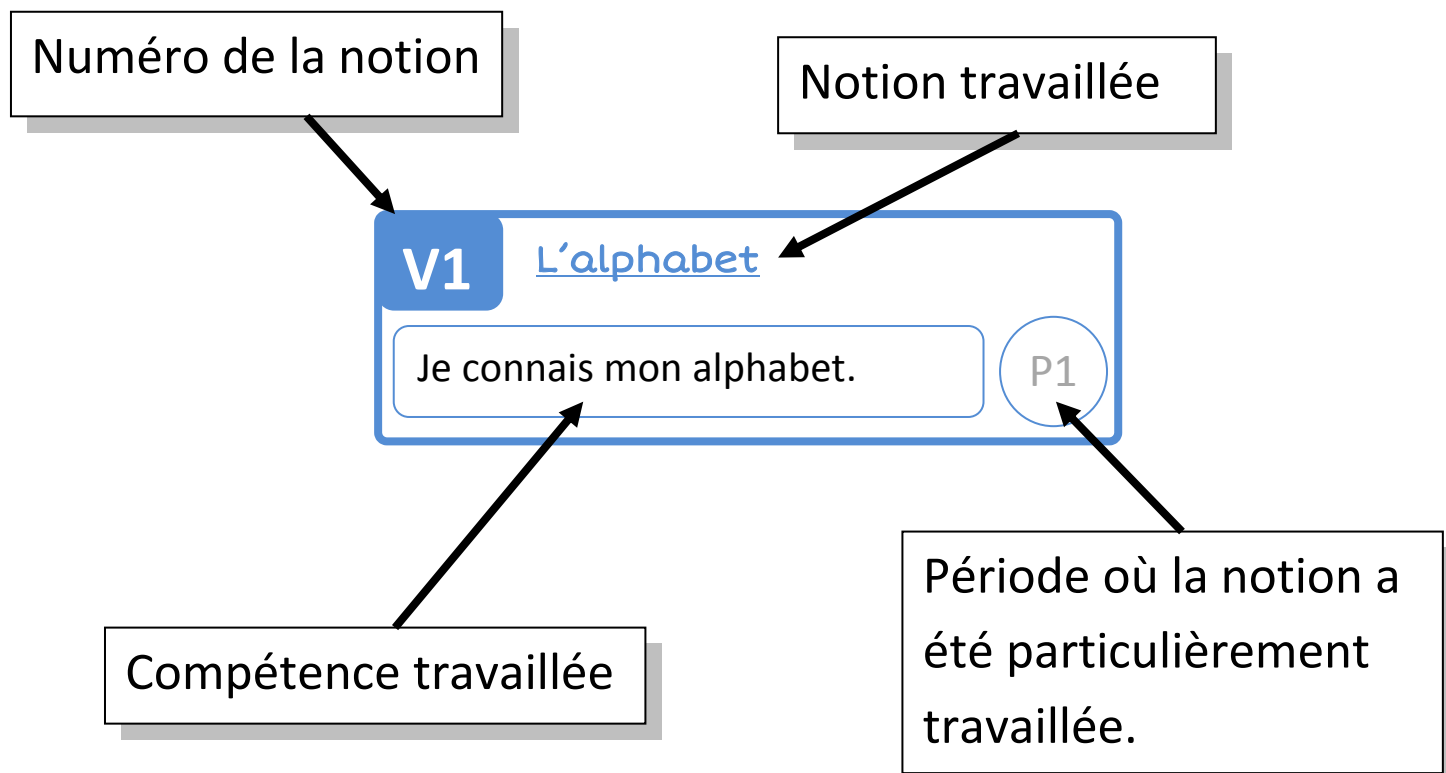 Numéro de la notion
Notion travaillée
V1
L'alphabet
Je connais mon alphabet.
P1
Compétence travaillée
Période où la notion a
été particulièrement
travaillée.